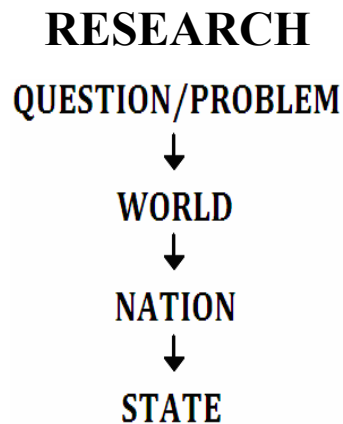 RESEARCH
QUESTION/PROBLEM
WORLD
NATION
STATE